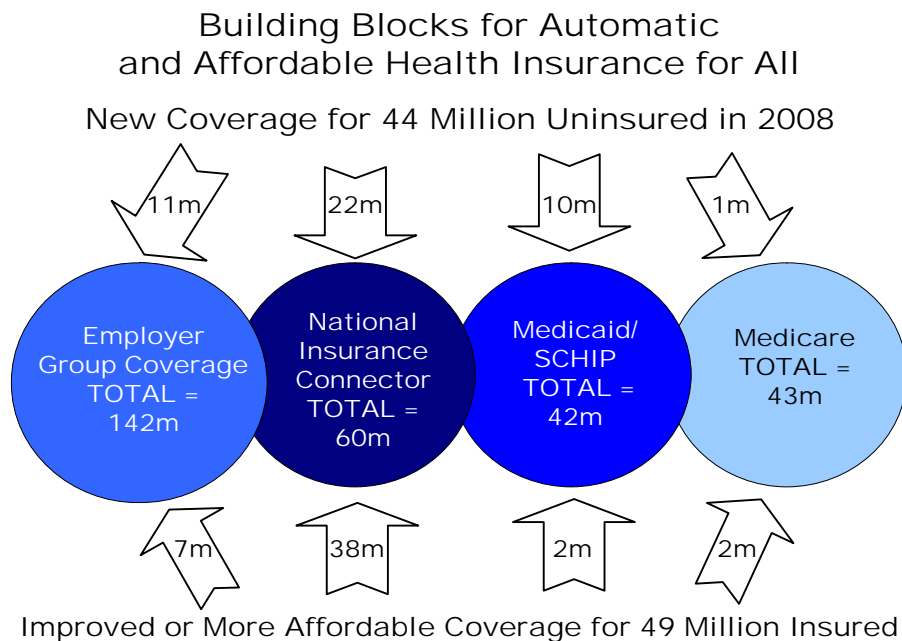 Building Blocks for Automatic
and Affordable Health Insurance for All
New Coverage for 44 Million Uninsured in 2008
11m
22m
10m
1m
Employer
Group Coverage
TOTAL =
142m
National
Insurance
Connector
TOTAL =
60m
Medicaid/
SCHIP
TOTAL =
42m
Medicare
TOTAL =
43m
7m
38m
2m
2m
Improved or More Affordable Coverage for 49 Million Insured